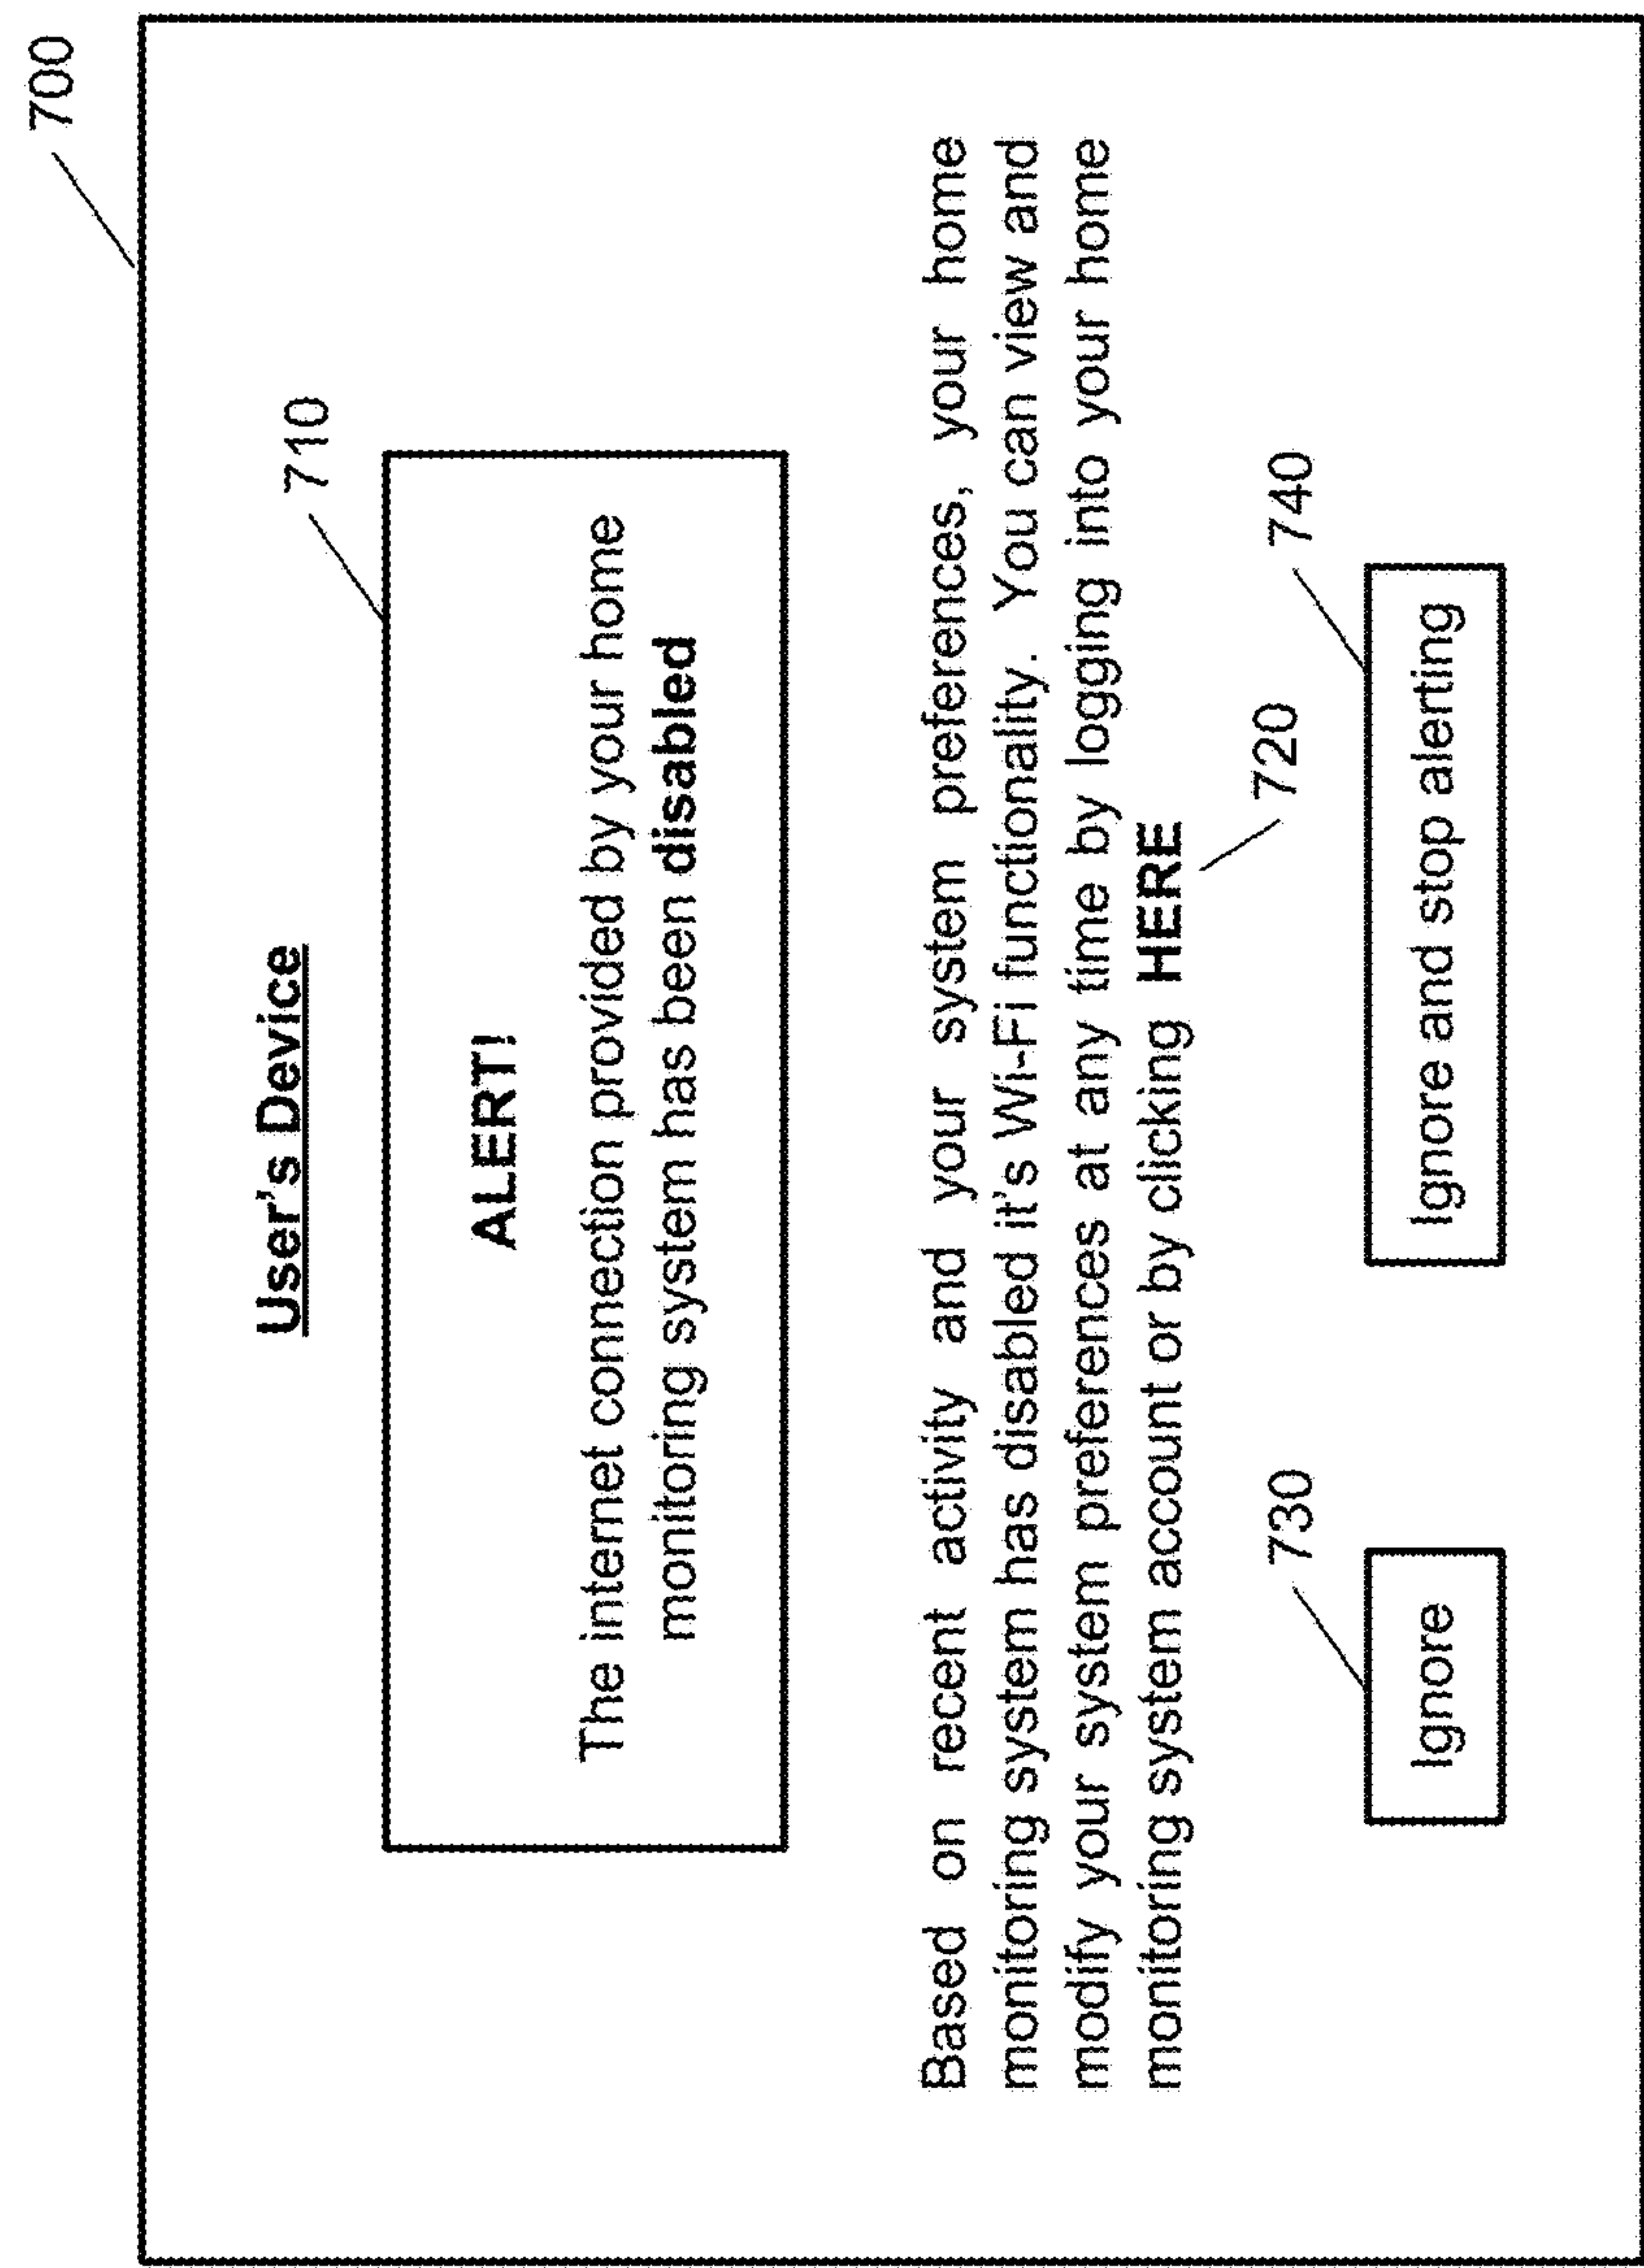 700
User's Device
710
ALERT!
The internet connection provided by your home
monitoring system has been disabled
Based on recent activity and your system preferences, your home
monitoring system has disabled it's Wi-Fi functionality. You can view and
modify your system preferences at any time by logging into your home
monitoring system account or by clicking HERE
720
730
740
Ignore
Ignore and stop alerting